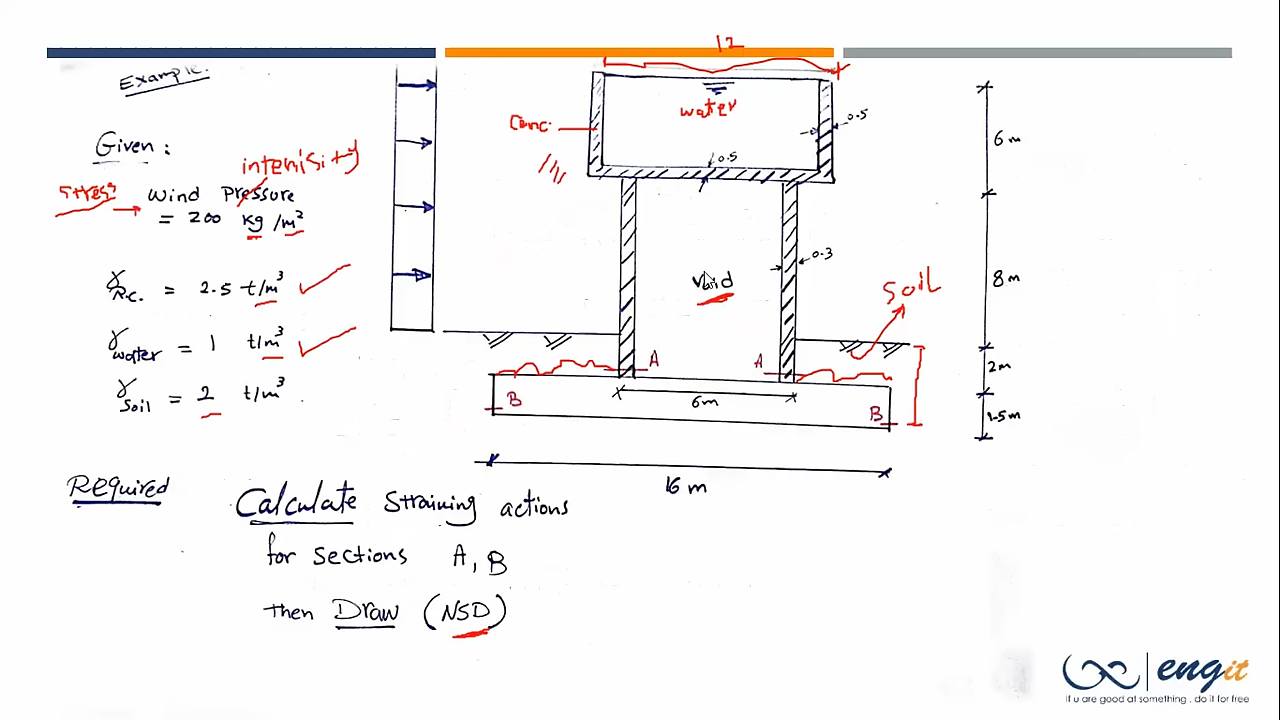 12
Example.
Given:
intenisity
stress
wind pressure
= 200 kg/m²
γR.C. = 2.5 t/m³
γwater = 1 t/m³
γsoil = 2 t/m³.
Conc.
water
0.5
0.5
6m
0.3
8m
void
soil
A
A
2m
B
6m
B
1.5m
16 m
Required
Calculate straining actions
for sections A, B
then Draw (NSD)
engit
if u are good at something , do it for free